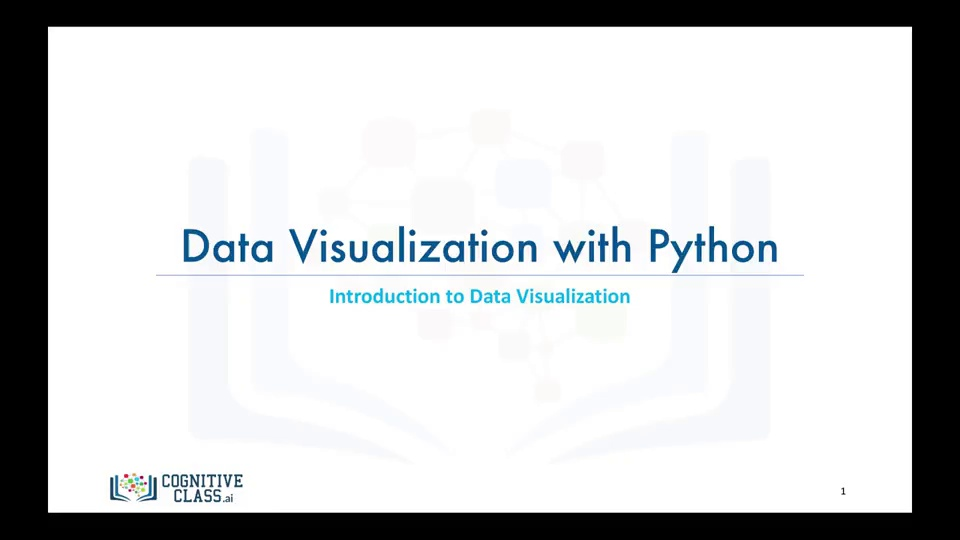 Data Visualization with Python
Introduction to Data Visualization
COGNITIVE
CLASS.ai
1